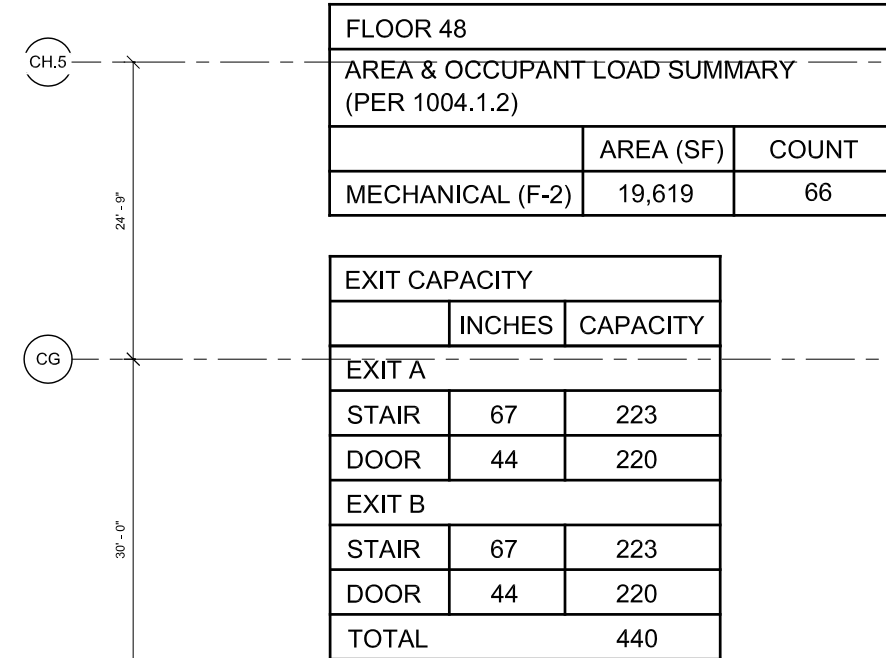 FLOOR 48
CH.5
AREA & OCCUPANT LOAD SUMMARY
(PER 1004.1.2)
AREA (SF) COUNT
MECHANICAL (F-2) 19,619 66
24' - 9"
EXIT CAPACITY
INCHES CAPACITY
CG
EXIT A
STAIR 67 223
DOOR 44 220
EXIT B
30' - 0"
STAIR 67 223
DOOR 44 220
TOTAL 440